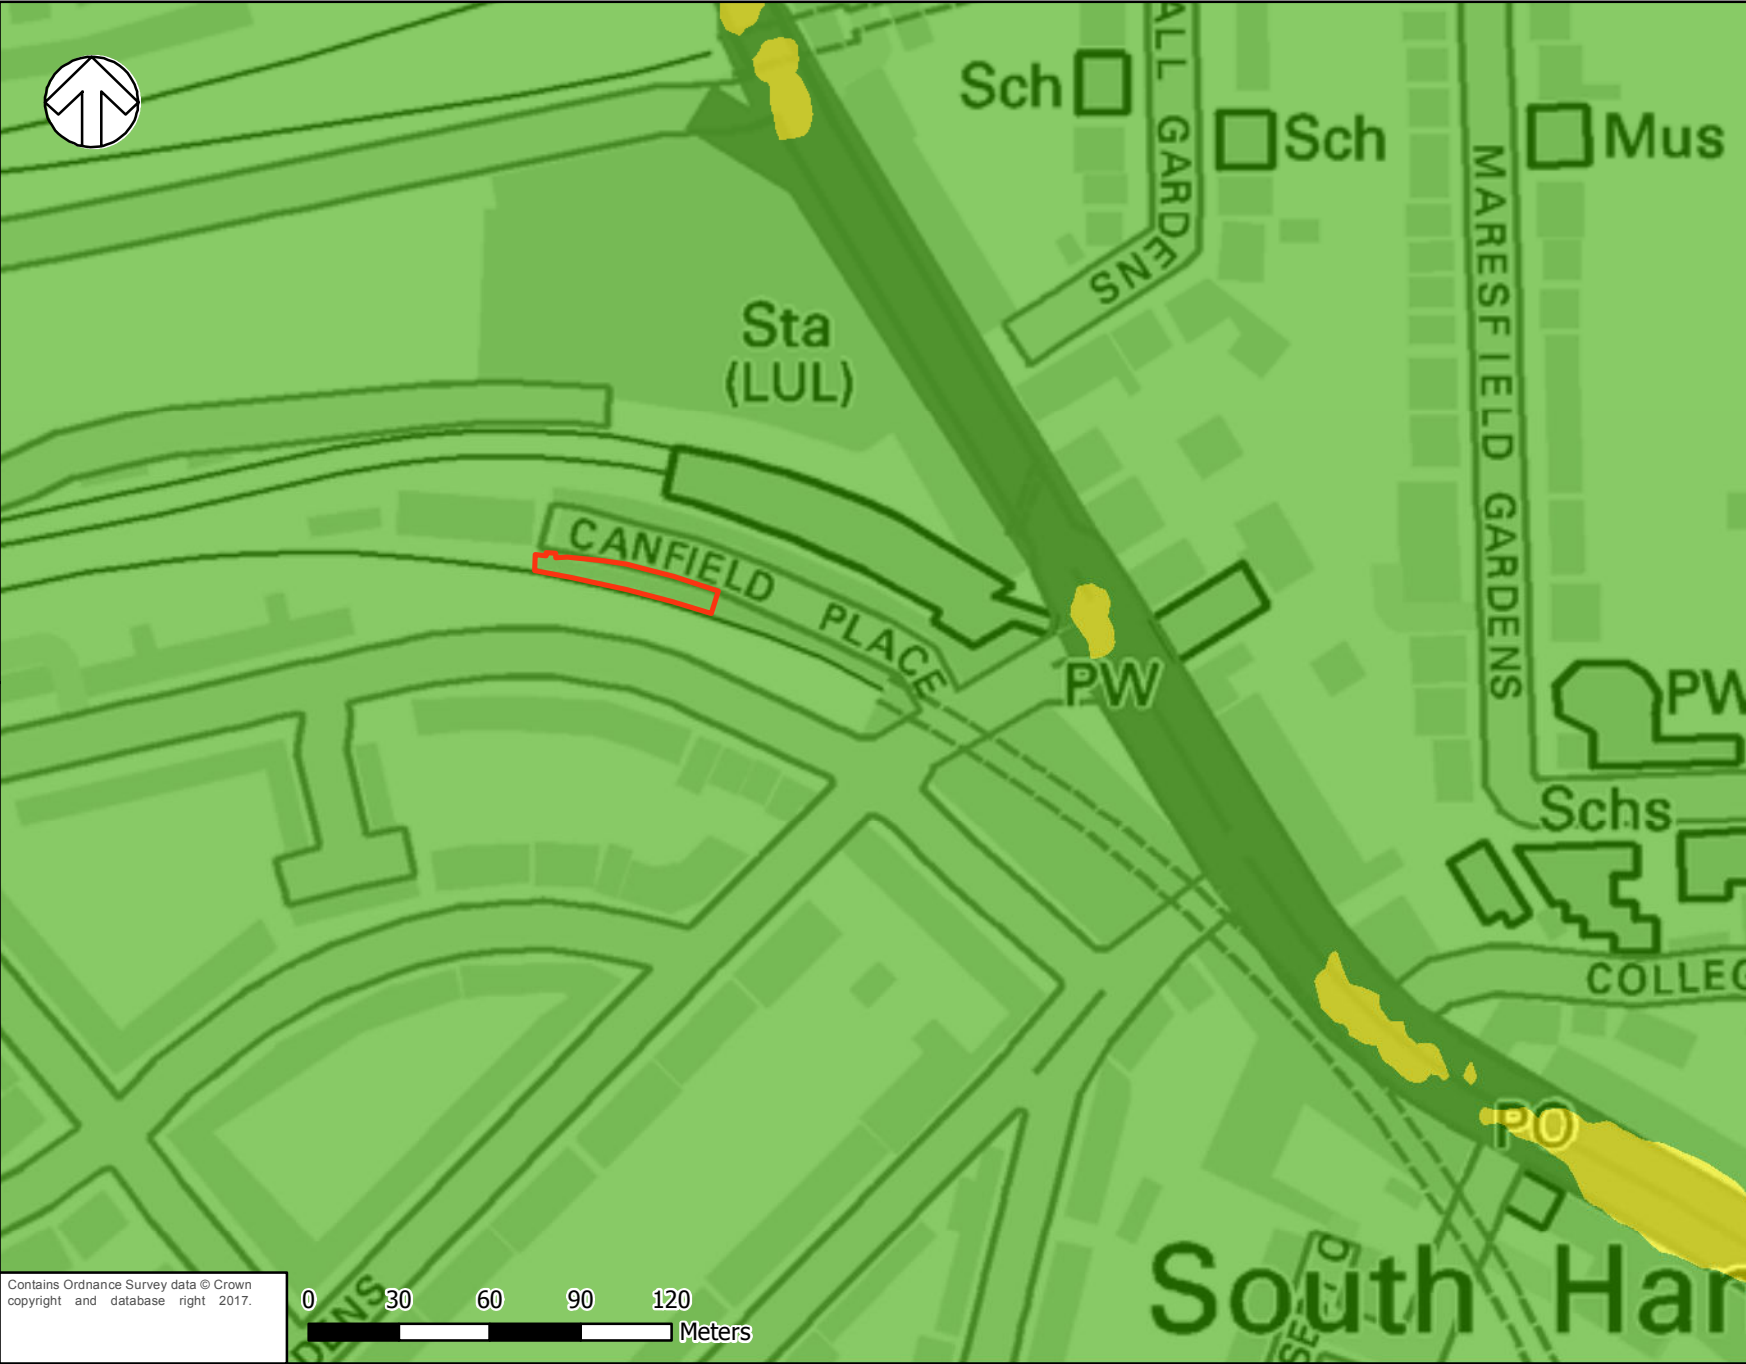 ALL GARDENS
Sch
Sch
Mus
MARESFIELD GARDENS
Sta
(LUL)
CANFIELD PLACE
PW
PW
Schs
COLLEG
PO
South Har
DENS
Contains Ordnance Survey data © Crown
copyright and database right 2017.
0 30 60 90 120
Meters